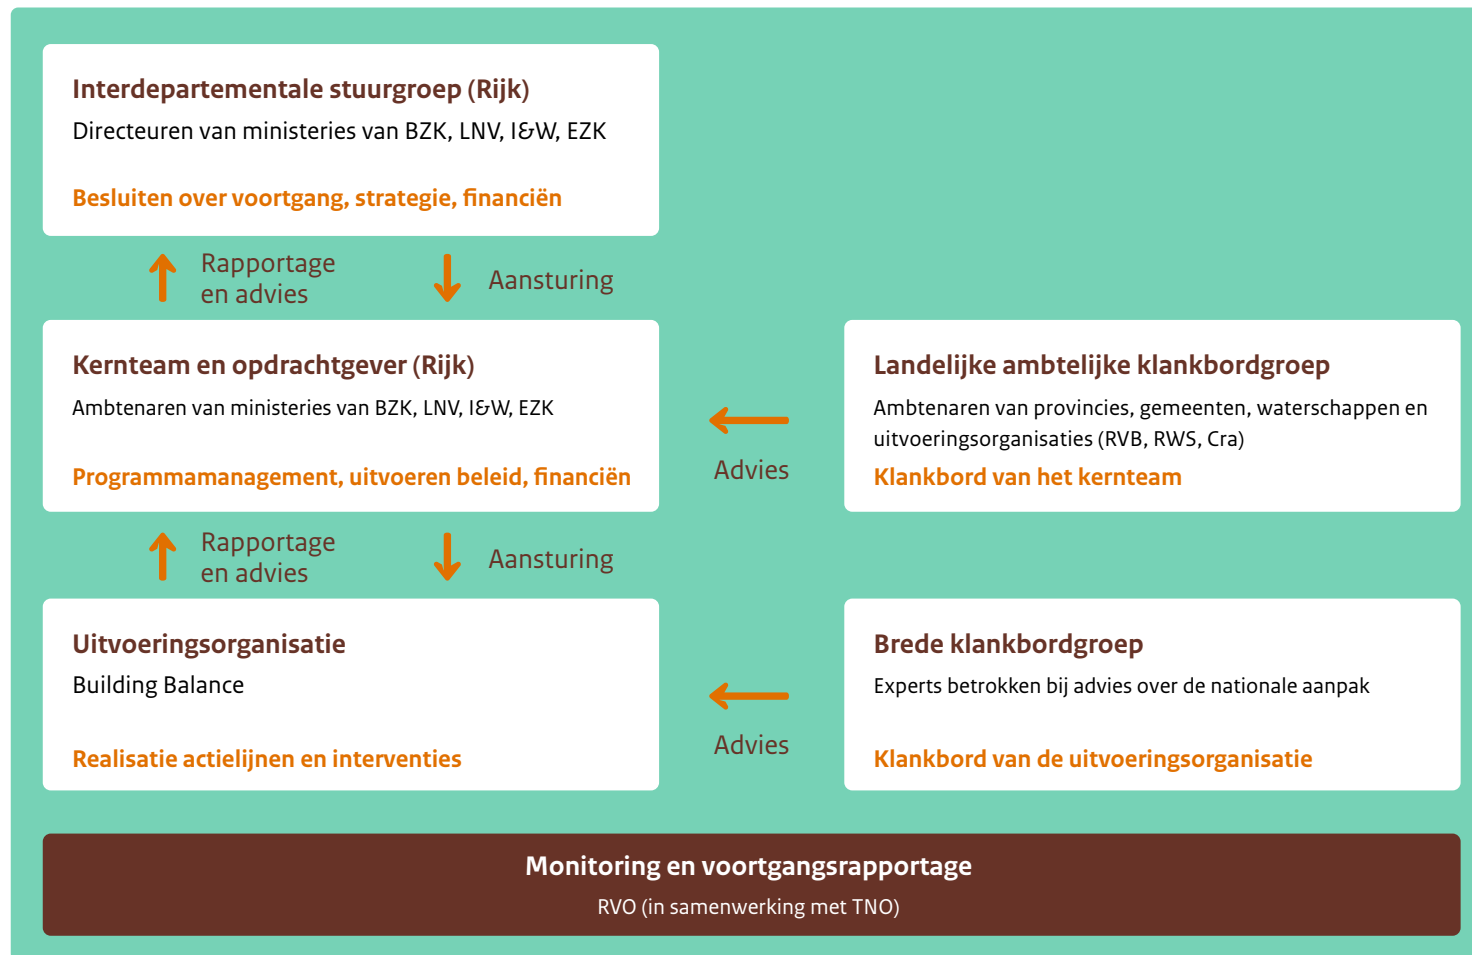 Interdepartementale stuurgroep (Rijk)
Directeuren van ministeries van BZK, LNV, I&W, EZK
Besluiten over voortgang, strategie, financiën
Rapportage
en advies
Aansturing
Kernteam en opdrachtgever (Rijk)
Ambtenaren van ministeries van BZK, LNV, I&W, EZK
Programmamanagement, uitvoeren beleid, financiën
Advies
Landelijke ambtelijke klankbordgroep
Ambtenaren van provincies, gemeenten, waterschappen en
uitvoeringsorganisaties (RVB, RWS, Cra)
Klankbord van het kernteam
Rapportage
en advies
Aansturing
Uitvoeringsorganisatie
Building Balance
Realisatie actielijnen en interventies
Advies
Brede klankbordgroep
Experts betrokken bij advies over de nationale aanpak
Klankbord van de uitvoeringsorganisatie
Monitoring en voortgangsrapportage
RVO (in samenwerking met TNO)